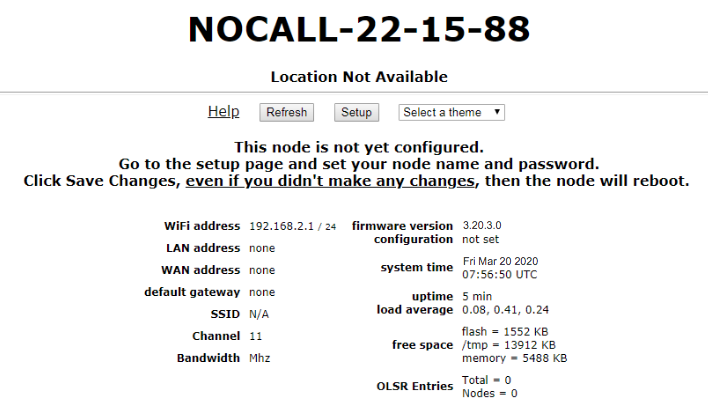 NOCALL-22-15-88
Location Not Available
Help Refresh Setup Select a theme
This node is not yet configured.
Go to the setup page and set your node name and password.
Click Save Changes, even if you didn't make any changes, then the node will reboot.
WiFi address 192.168.2.1 / 24
LAN address none
WAN address none
default gateway none
SSID N/A
Channel 11
Bandwidth Mhz
firmware version 3.20.3.0
configuration not set
system time Fri Mar 20 2020
07:56:50 UTC
uptime 5 min
load average 0.08, 0.41, 0.24
free space flash = 1552 KB
/tmp = 13912 KB
memory = 5488 KB
OLSR Entries Total = 0
Nodes = 0